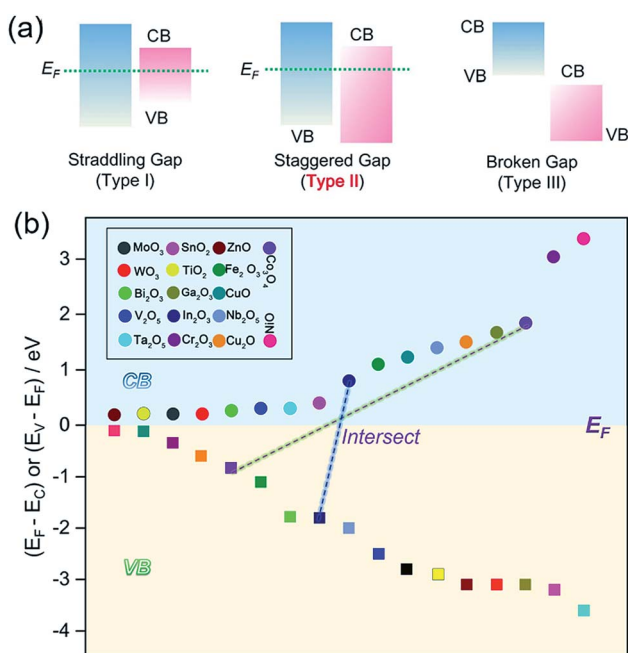 (a)
CB
CB
CB
E_F
E_F
VB
VB
VB
VB
Straddling Gap
(Type I)
Staggered Gap
(Type II)
Broken Gap
(Type III)
(b)
MoO₃ SnO₂ ZnO
WO₃ TiO₂ Fe₂ O₃
Bi₂O₃ Ga₂O₃ CuO
V₂O₅ In₂O₃ Nb₂O₅
Ta₂O₅ Cr₂O₃ Cu₂O
Co₃O₄
NiO
3
2
1
0
-1
-2
-3
-4
(E_F - E_C) or (E_V - E_F) / eV
CB
E_F
Intersect
VB